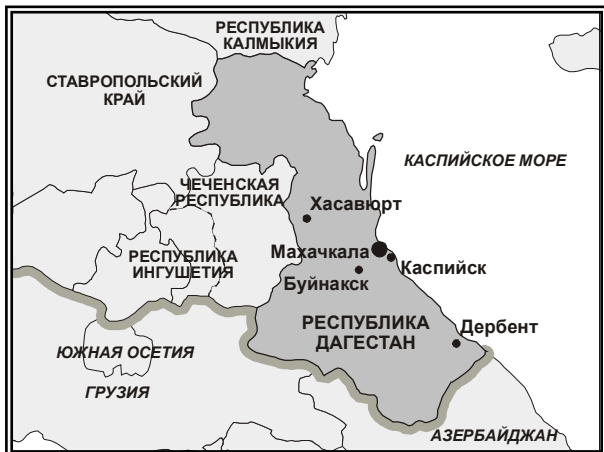 РЕСПУБЛИКА
КАЛМЫКИЯ
СТАВРОПОЛЬСКИЙ
КРАЙ
КАСПИЙСКОЕ МОРЕ
ЧЕЧЕНСКАЯ
РЕСПУБЛИКА
Хасавюрт
Махачкала
Каспийск
РЕСПУБЛИКА
ИНГУШЕТИЯ
Буйнакск
РЕСПУБЛИКА
ДАГЕСТАН
Дербент
ЮЖНАЯ ОСЕТИЯ
ГРУЗИЯ
АЗЕРБАЙДЖАН